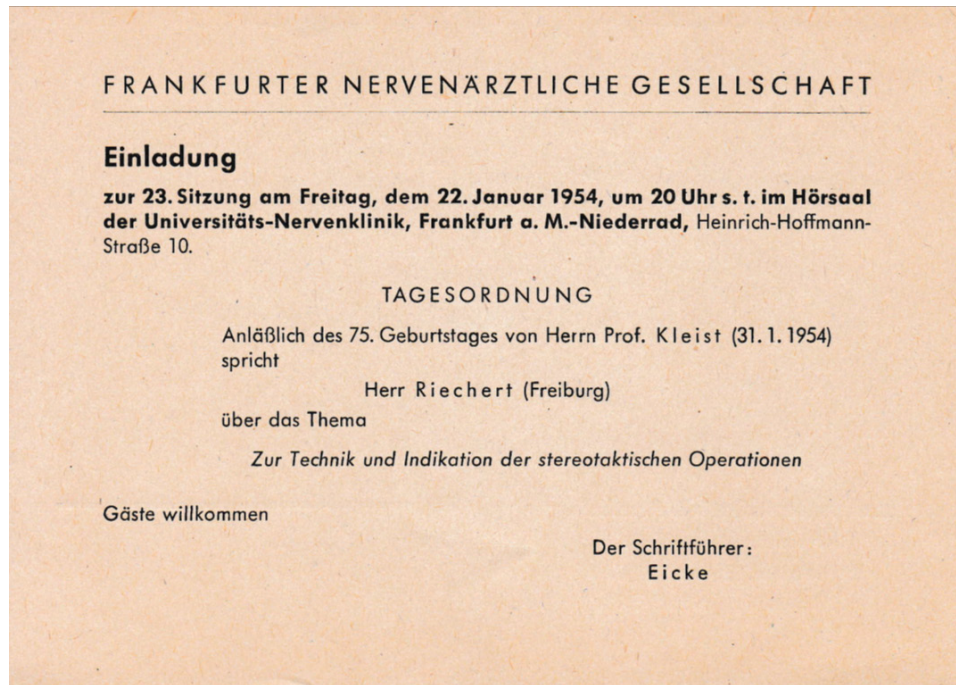 FRANKFURTER NERVENÄRZTLICHE GESELLSCHAFT
Einladung
zur 23. Sitzung am Freitag, dem 22. Januar 1954, um 20 Uhr s. t. im Hörsaal
der Universitäts-Nervenklinik, Frankfurt a. M.-Niederrad, Heinrich-Hoffmann-
Straße 10.
TAGESORDNUNG
Anläßlich des 75. Geburtstages von Herrn Prof. Kleist (31. 1. 1954)
spricht
Herr Riechert (Freiburg)
über das Thema
Zur Technik und Indikation der stereotaktischen Operationen
Gäste willkommen
Der Schriftführer:
Eicke